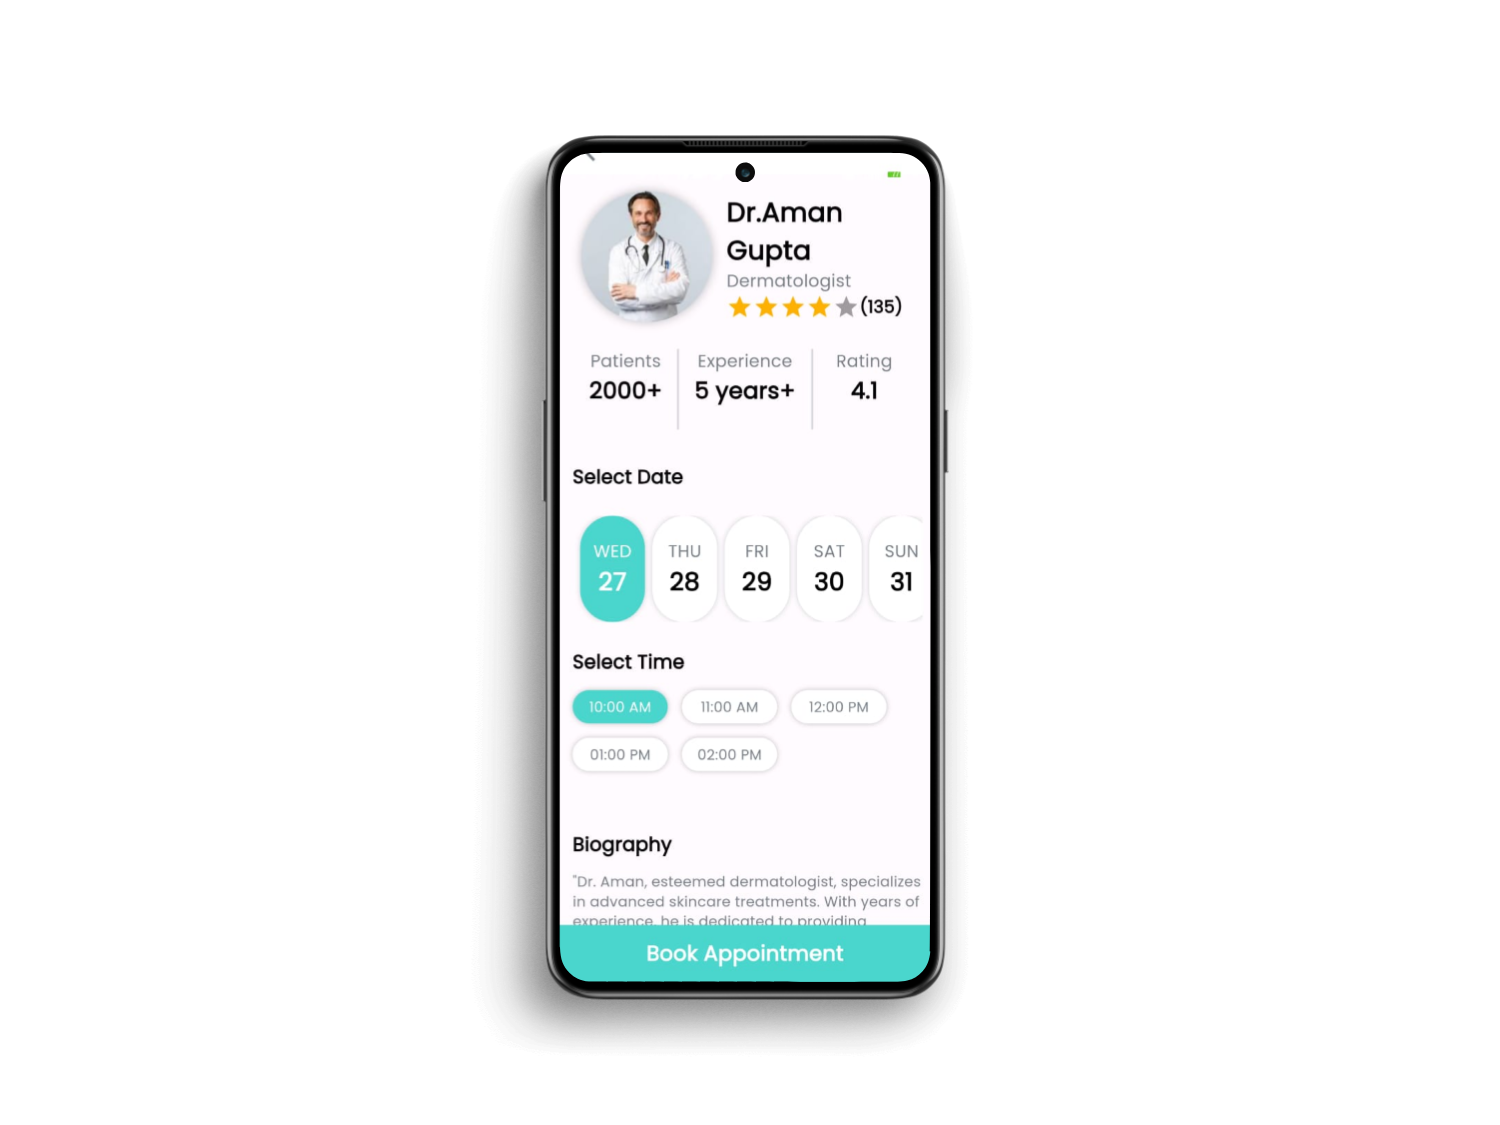 Dr.Aman
Gupta
Dermatologist
(135)
Patients Experience Rating
2000+ 5 years+ 4.1
Select Date
WED THU FRI SAT SUN
27 28 29 30 31
Select Time
10:00 AM 11:00 AM 12:00 PM
01:00 PM 02:00 PM
Biography
"Dr. Aman, esteemed dermatologist, specializes
in advanced skincare treatments. With years of
experience, he is dedicated to providing
Book Appointment